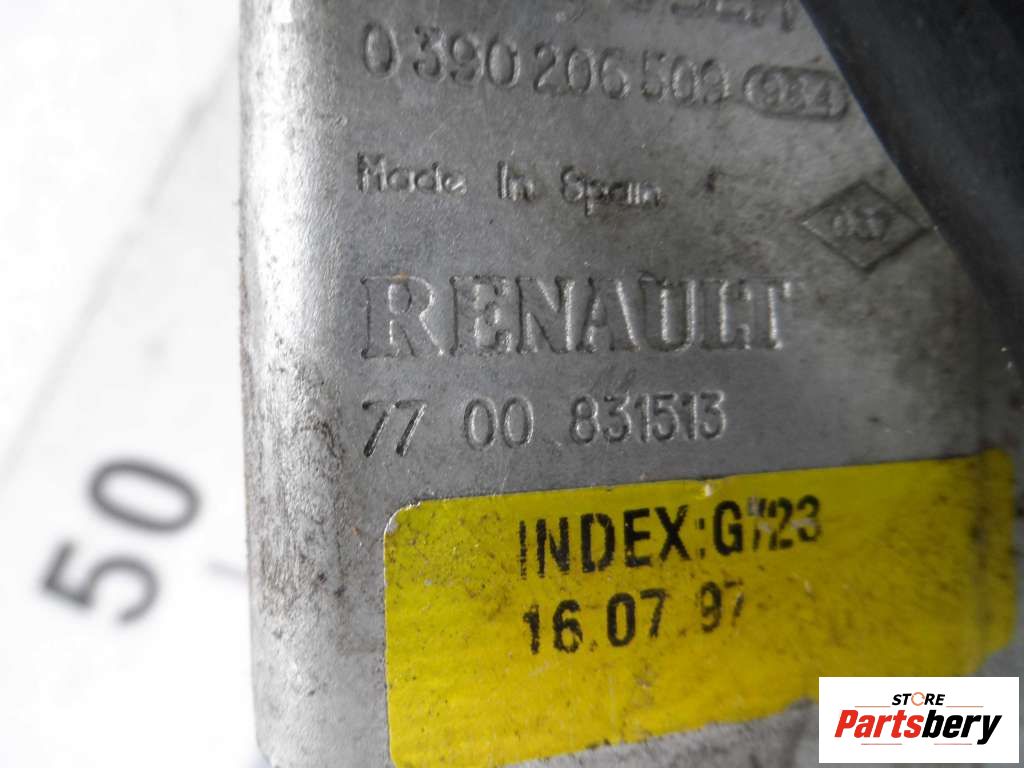 0 390 206 509 984
Made In Spain
RENAULT
77 00 831513
INDEX:G723
16.07.97
50
STORE
Partsbery